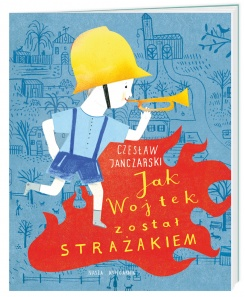 CZESŁAW
JANCZARSKI
Jak
Wojtek
został
STRAŻAKIEM
NASZA KSIĘGARNIA